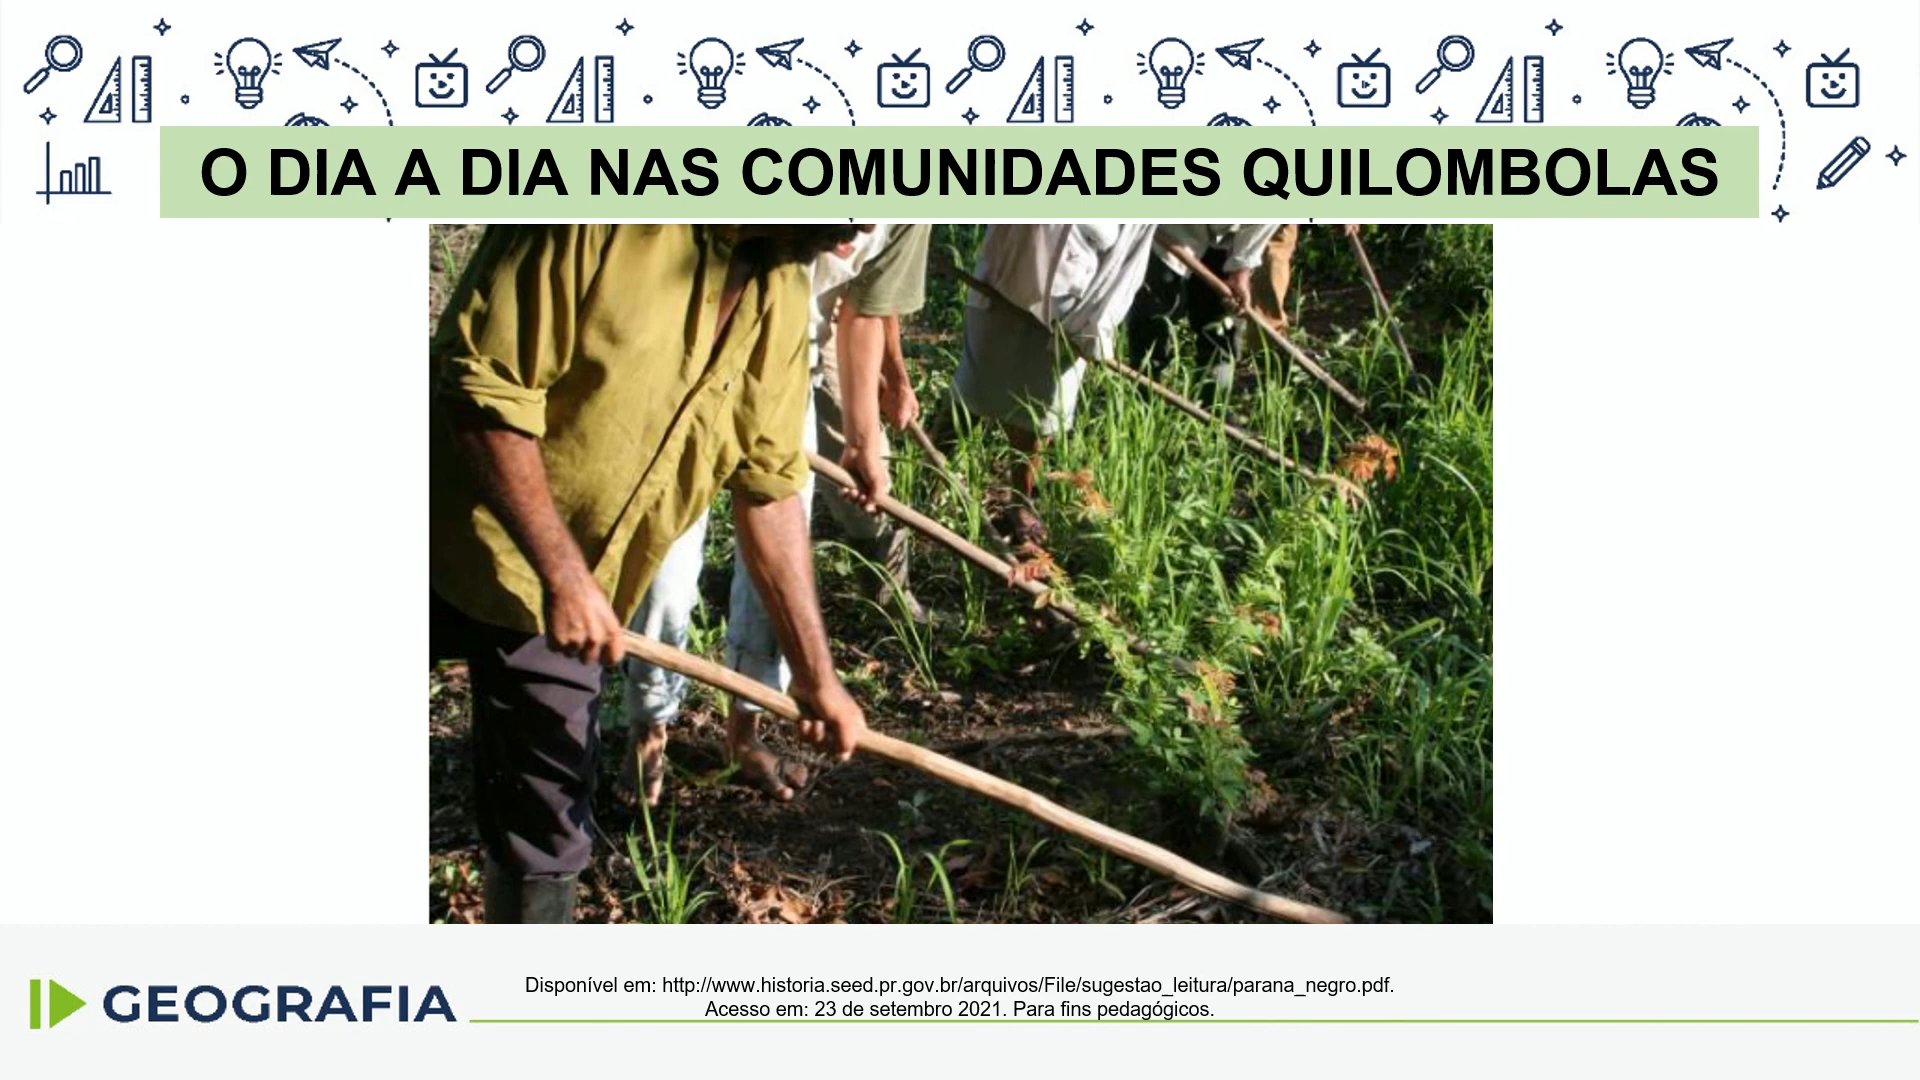 O DIA A DIA NAS COMUNIDADES QUILOMBOLAS
GEOGRAFIA
Disponível em: http://www.historia.seed.pr.gov.br/arquivos/File/sugestao_leitura/parana_negro.pdf.
Acesso em: 23 de setembro 2021. Para fins pedagógicos.